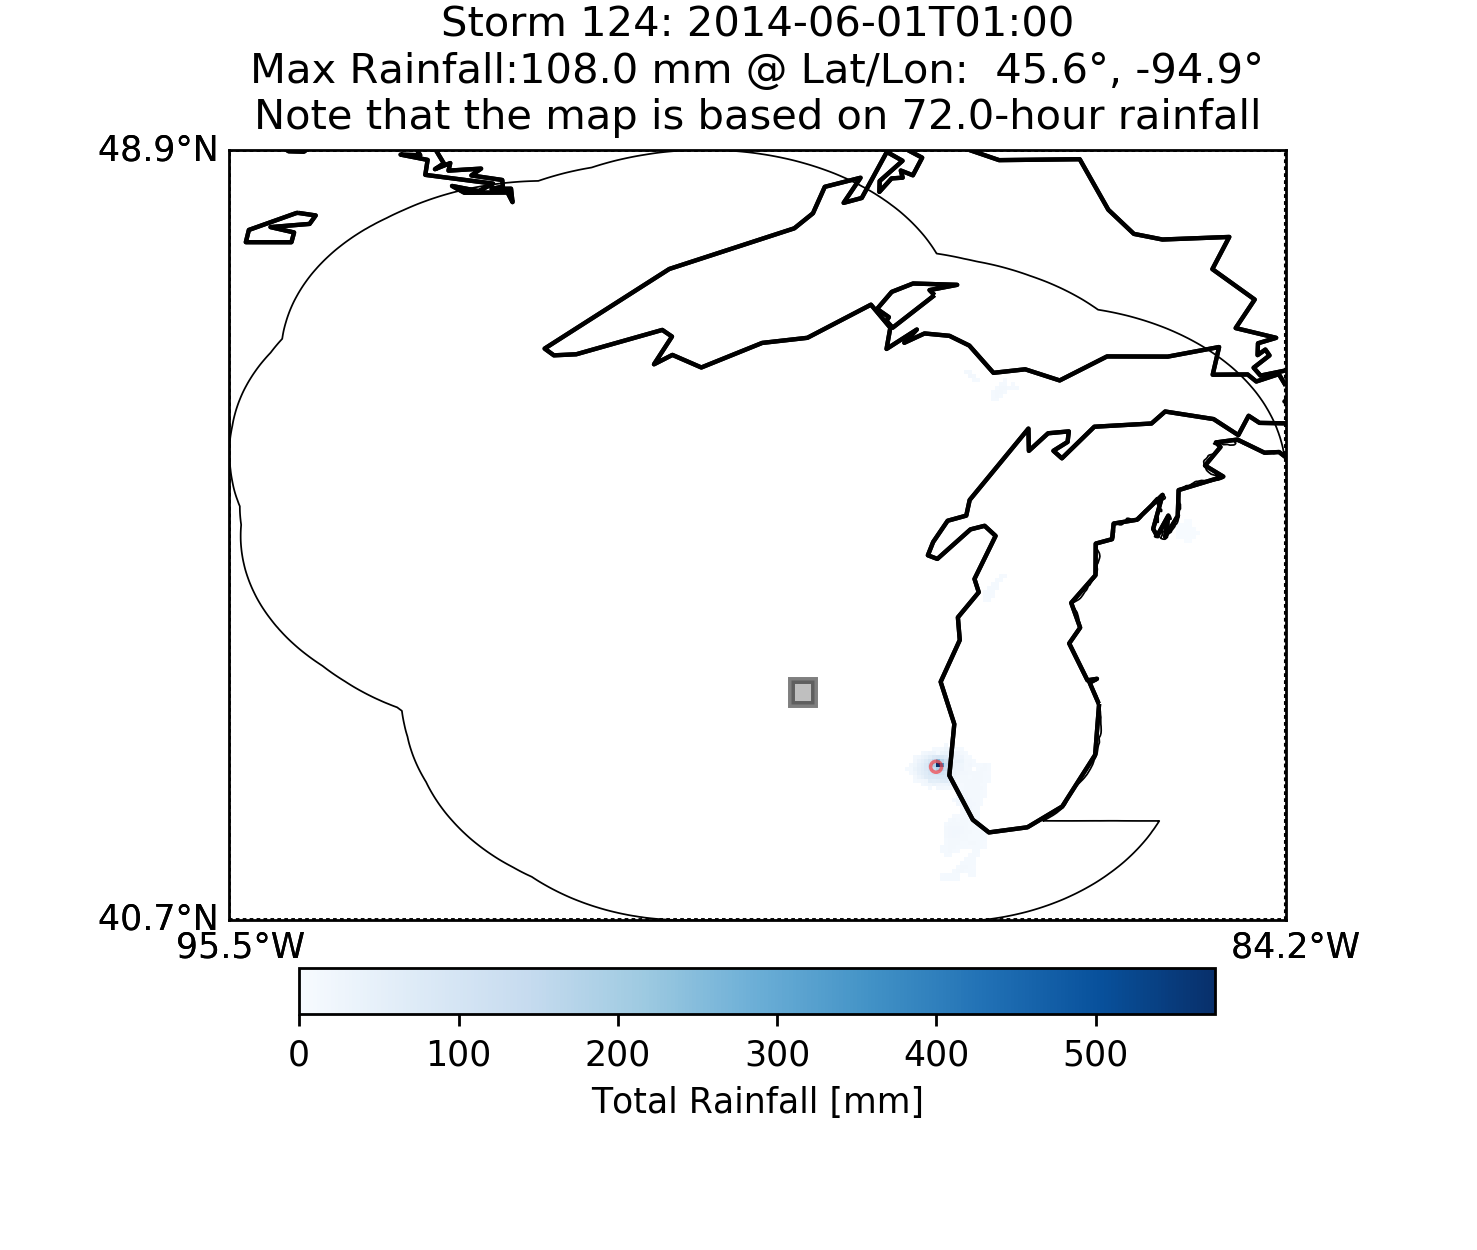 Storm 124: 2014-06-01T01:00
Max Rainfall:108.0 mm @ Lat/Lon:  45.6°, -94.9°
Note that the map is based on 72.0-hour rainfall
48.9°N
40.7°N
95.5°W 84.2°W
0 100 200 300 400 500
Total Rainfall [mm]